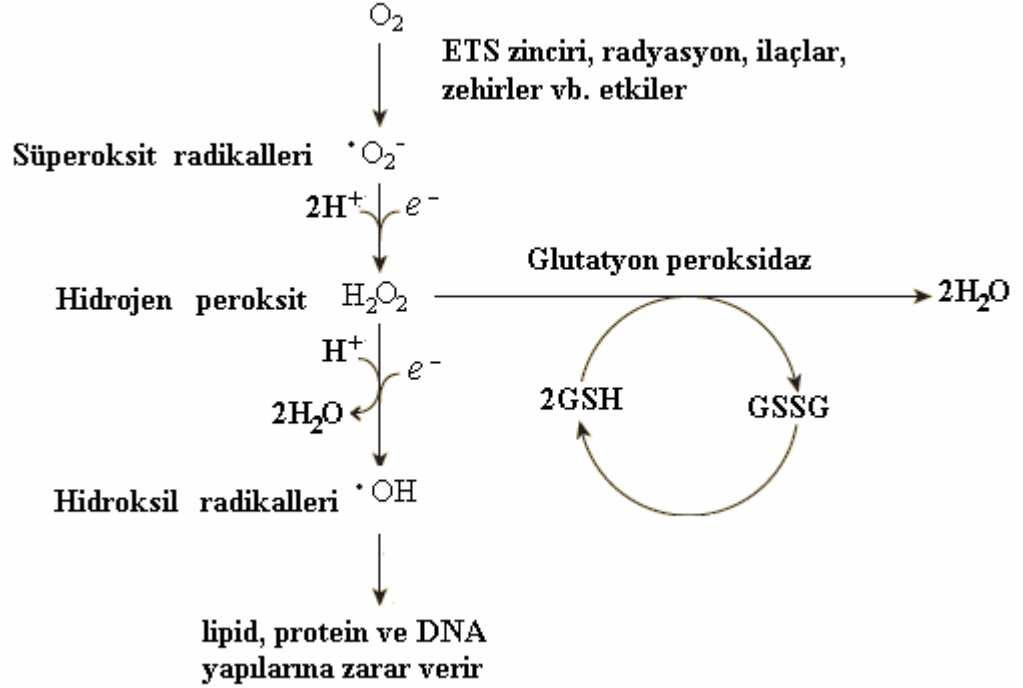 O₂
ETS zinciri, radyasyon, ilaçlar,
zehirler vb. etkiler
Süperoksit radikalleri •O₂⁻
2H⁺ e⁻
Glutatyon peroksidaz
Hidrojen peroksit H₂O₂ 2H₂O
H⁺ e⁻
2H₂O 2GSH GSSG
Hidroksil radikalleri •OH
lipid, protein ve DNA
yapılarına zarar verir